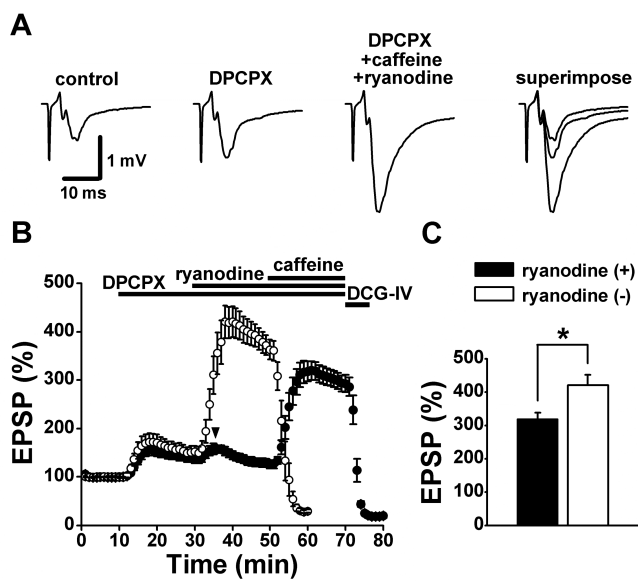 A
control
DPCPX
DPCPX
+caffeine
+ryanodine
superimpose
1 mV
10 ms
B
DPCPX
ryanodine
caffeine
DCG-IV
EPSP (%)
500
400
300
200
100
0
0 10 20 30 40 50 60 70 80
Time (min)
C
ryanodine (+)
ryanodine (-)
*
EPSP (%)
400
300
200
100
0